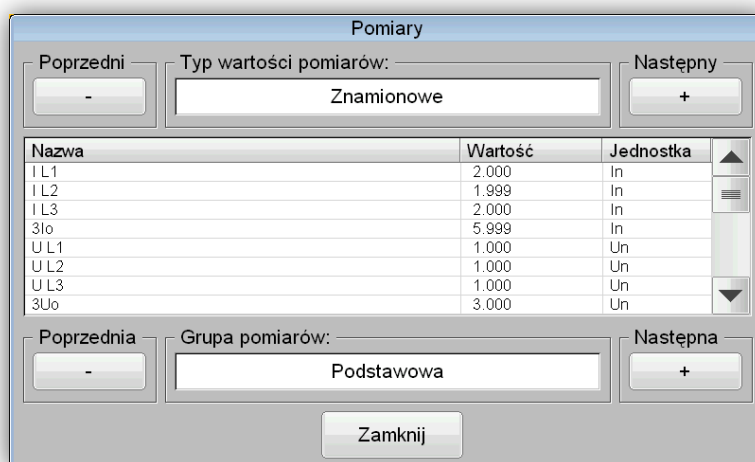 Pomiary
Poprzedni Typ wartości pomiarów: Następny
- Znamionowe +
Nazwa Wartość Jednostka
I L1 2.000 In
I L2 1.999 In
I L3 2.000 In
3Io 5.999 In
U L1 1.000 Un
U L2 1.000 Un
U L3 1.000 Un
3Uo 3.000 Un
Poprzednia Grupa pomiarów: Następna
- Podstawowa +
Zamknij